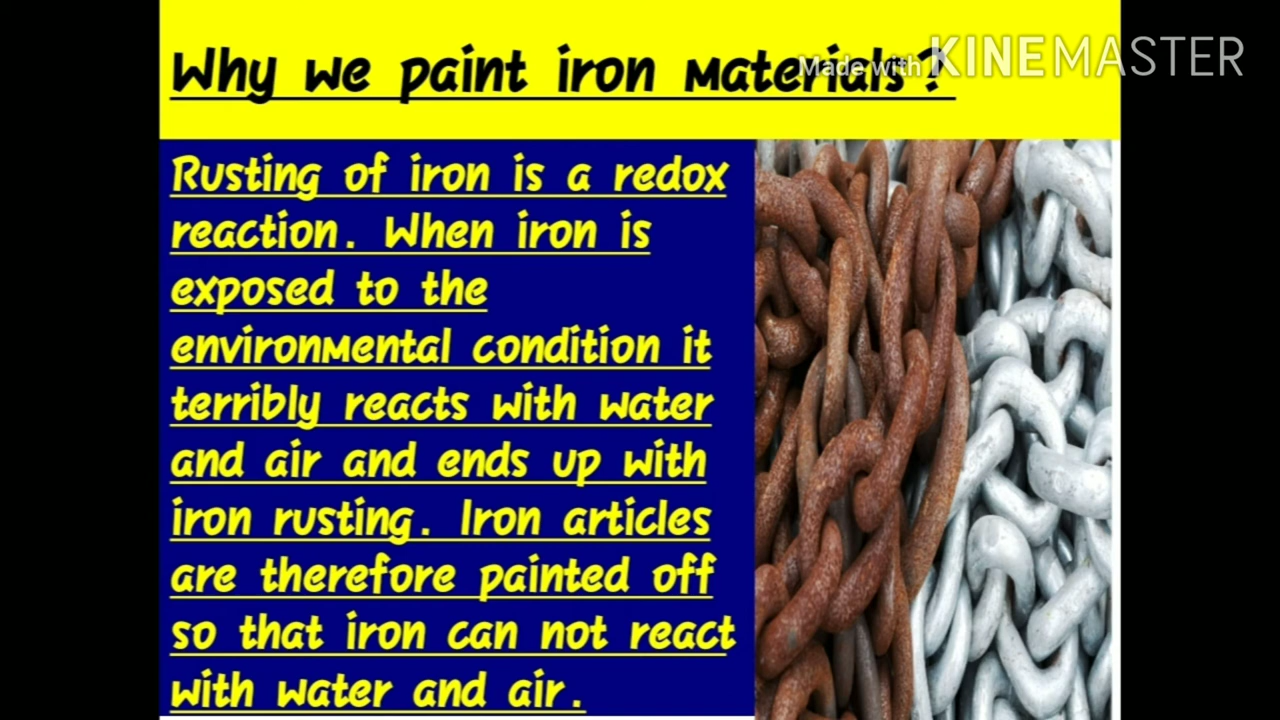 Why we paint iron materials?
Made with KINEMASTER
Rusting of iron is a redox
reaction. When iron is
exposed to the
environmental condition it
terribly reacts with water
and air and ends up with
iron rusting. Iron articles
are therefore painted off
so that iron can not react
with water and air.